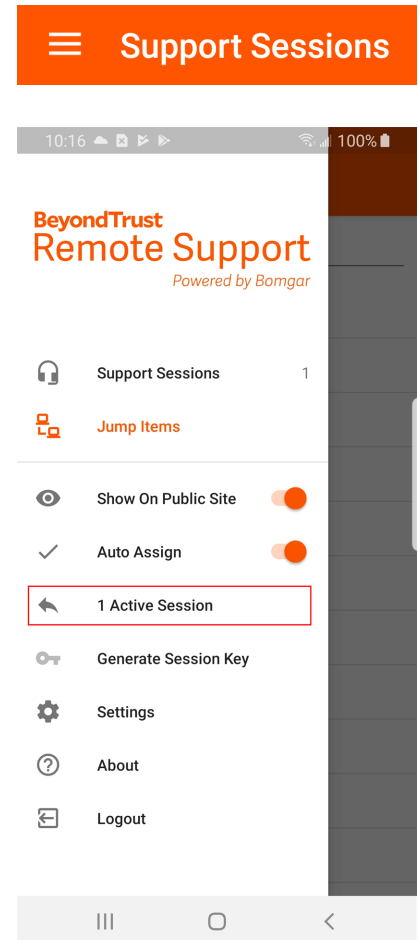 Support Sessions
10:16 100%
BeyondTrust
Remote Support
Powered by Bomgar
Support Sessions 1
Jump Items
Show On Public Site
Auto Assign
1 Active Session
Generate Session Key
Settings
About
Logout